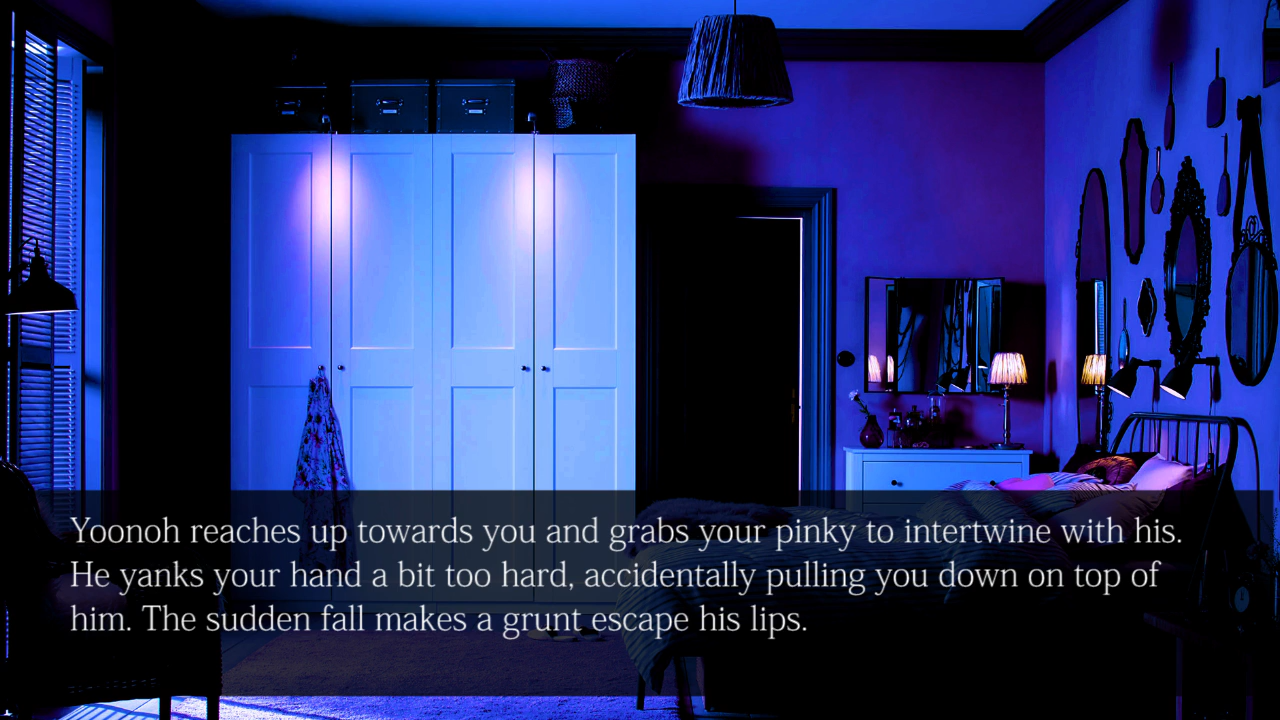 Yoonoh reaches up towards you and grabs your pinky to intertwine with his.
He yanks your hand a bit too hard, accidentally pulling you down on top of
him. The sudden fall makes a grunt escape his lips.